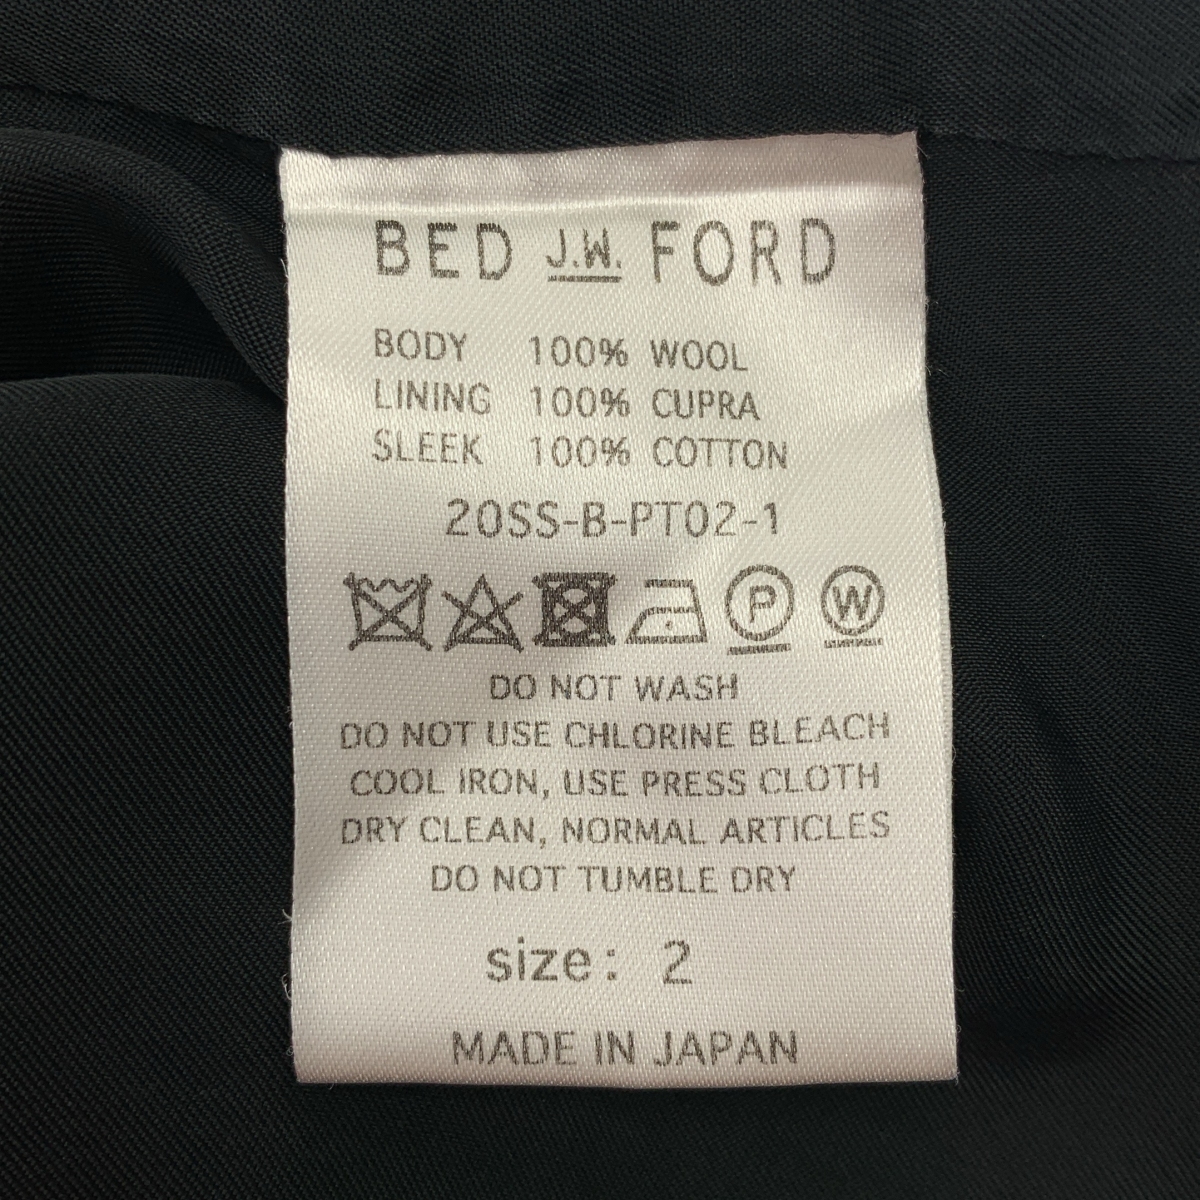 BED J.W. FORD
BODY 100% WOOL
LINING 100% CUPRA
SLEEK 100% COTTON
20SS-B-PT02-1
P W
DO NOT WASH
DO NOT USE CHLORINE BLEACH
COOL IRON, USE PRESS CLOTH
DRY CLEAN, NORMAL ARTICLES
DO NOT TUMBLE DRY
size: 2
MADE IN JAPAN